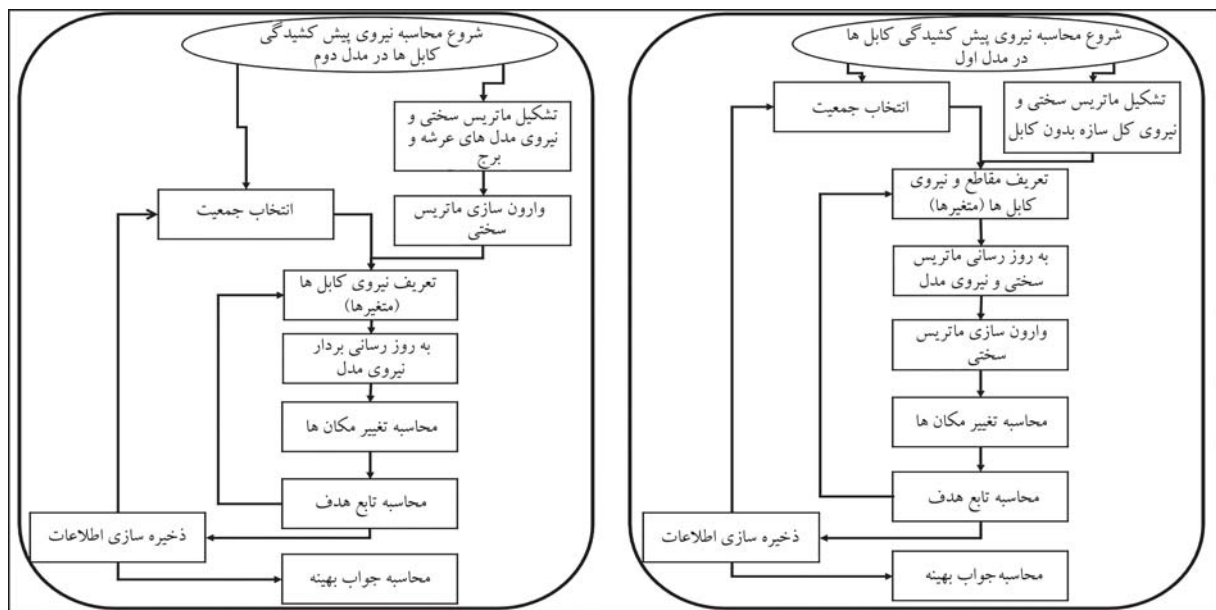 شروع محاسبه نیروی پیش کشیدگی کابل ها
در مدل اول
تشکیل ماتریس سختی و
نیروی کل سازه بدون کابل
انتخاب جمعیت
تعریف مقاطع و نیروی
کابل ها (متغیرها)
به روز رسانی ماتریس
سختی و نیروی مدل
وارون سازی ماتریس
سختی
محاسبه تغییر مکان ها
محاسبه تابع هدف
ذخیره سازی اطلاعات
محاسبه جواب بهینه
شروع محاسبه نیروی پیش کشیدگی
کابل ها در مدل دوم
تشکیل ماتریس سختی و
نیروی مدل های عرشه و
برج
وارون سازی ماتریس
سختی
انتخاب جمعیت
تعریف نیروی کابل ها
(متغیرها)
به روز رسانی بردار
نیروی مدل
محاسبه تغییر مکان ها
محاسبه تابع هدف
ذخیره سازی اطلاعات
محاسبه جواب بهینه